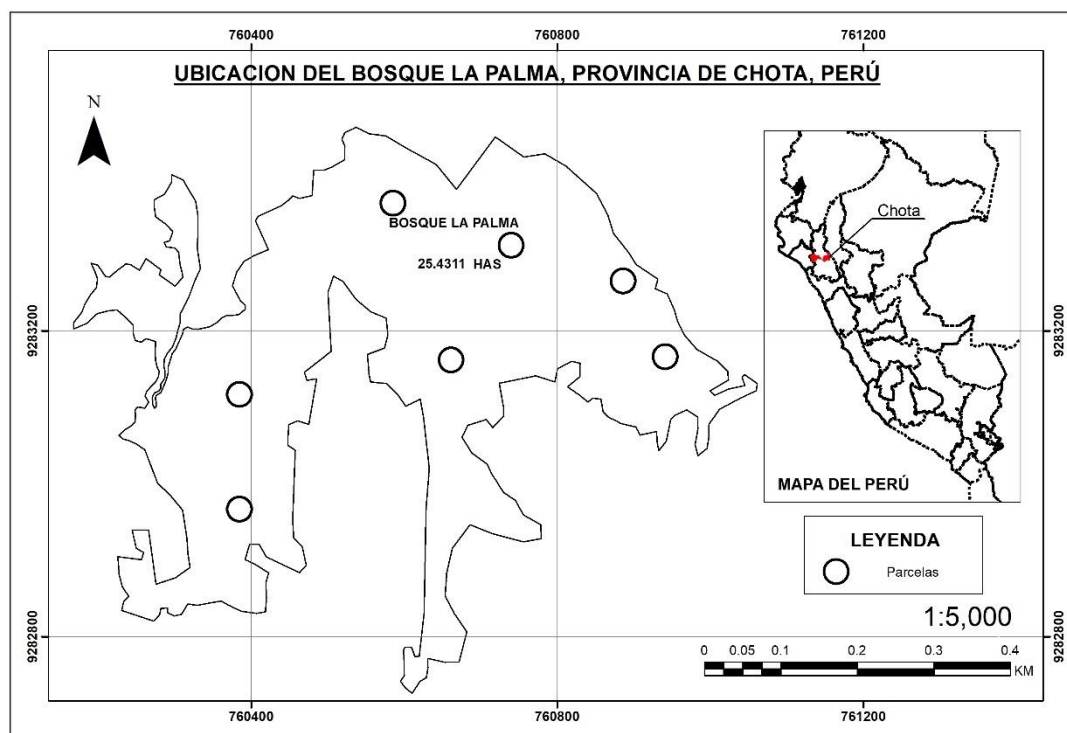 760400 760800 761200
UBICACION DEL BOSQUE LA PALMA, PROVINCIA DE CHOTA, PERÚ
N
Chota
BOSQUE LA PALMA
25.4311 HAS
9283200
9283200
MAPA DEL PERÚ
LEYENDA
Parcelas
1:5,000
9282800
9282800
0 0.05 0.1 0.2 0.3 0.4
KM
760400 760800 761200